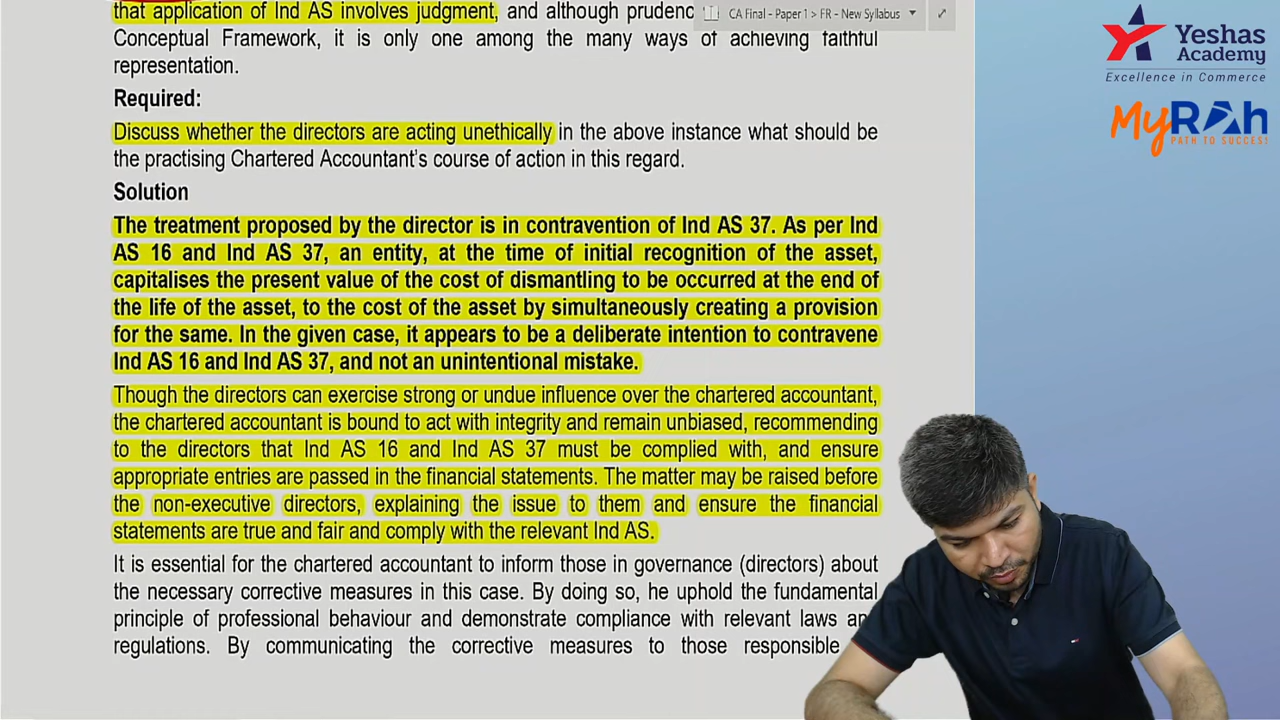 that application of Ind AS involves judgment, and although
CA Final - Paper 1 > FR - New Syllabus
Conceptual Framework, it is only one among the many ways of achieving faithful
representation.
Required:
Discuss whether the directors are acting unethically in the above instance what should be
the practising Chartered Accountant's course of action in this regard.
Solution
The treatment proposed by the director is in contravention of Ind AS 37. As per Ind
AS 16 and Ind AS 37, an entity, at the time of initial recognition of the asset,
capitalises the present value of the cost of dismantling to be occurred at the end of
the life of the asset, to the cost of the asset by simultaneously creating a provision
for the same. In the given case, it appears to be a deliberate intention to contravene
Ind AS 16 and Ind AS 37, and not an unintentional mistake.
Though the directors can exercise strong or undue influence over the chartered accountant,
the chartered accountant is bound to act with integrity and remain unbiased, recommending
to the directors that Ind AS 16 and Ind AS 37 must be complied with, and ensure
appropriate entries are passed in the financial statements. The matter may be raised before
the non-executive directors, explaining the issue to them and ensure the financial
statements are true and fair and comply with the relevant Ind AS.
It is essential for the chartered accountant to inform those in governance (directors) about
the necessary corrective measures in this case. By doing so, he uphold the fundamental
principle of professional behaviour and demonstrate compliance with relevant laws
regulations. By communicating the corrective measures to those responsible
Yeshas
Academy
Excellence in Commerce
MyRAh
PATH TO SUCCESS